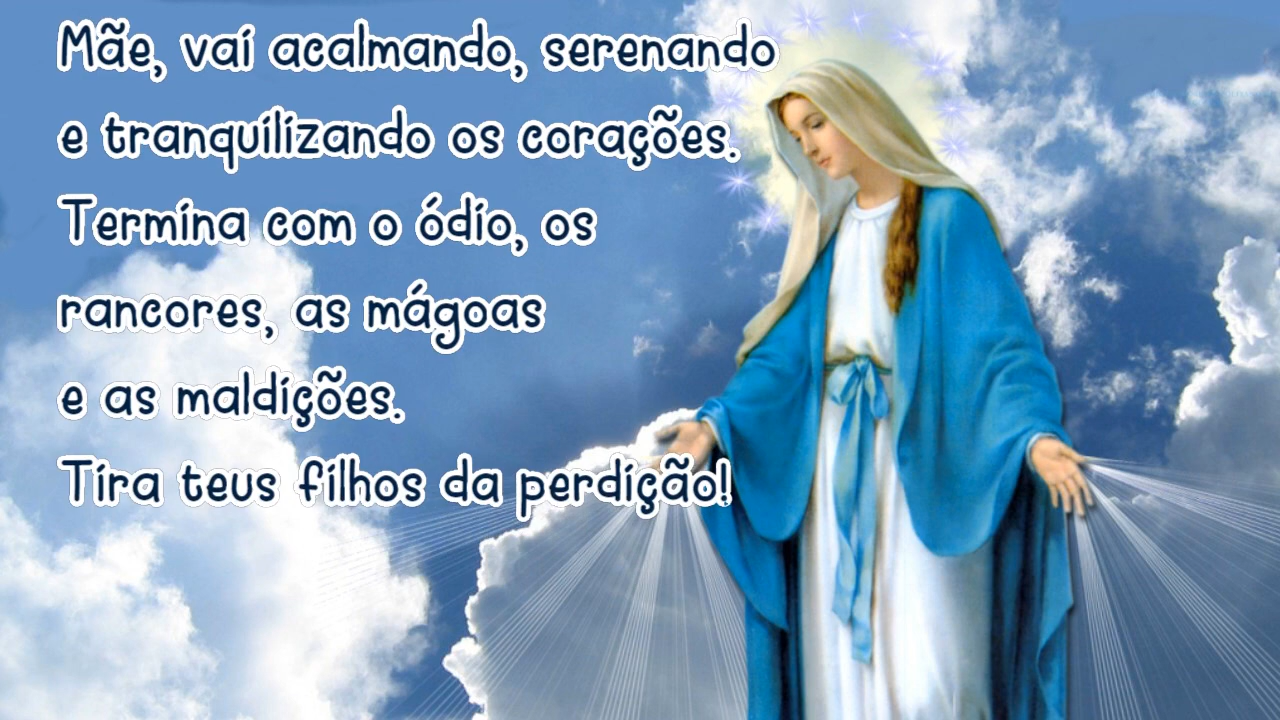 Mãe, vai acalmando, serenando
e tranquilizando os corações.
Termina com o ódio, os
rancores, as mágoas
e as maldições.
Tira teus filhos da perdição!